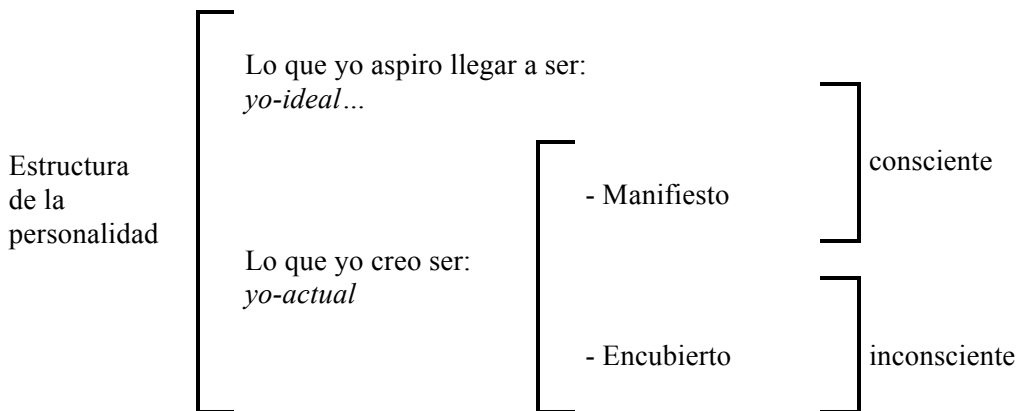 Estructura
de la
personalidad
Lo que yo aspiro llegar a ser:
yo-ideal…
Lo que yo creo ser:
yo-actual
- Manifiesto
- Encubierto
consciente
inconsciente